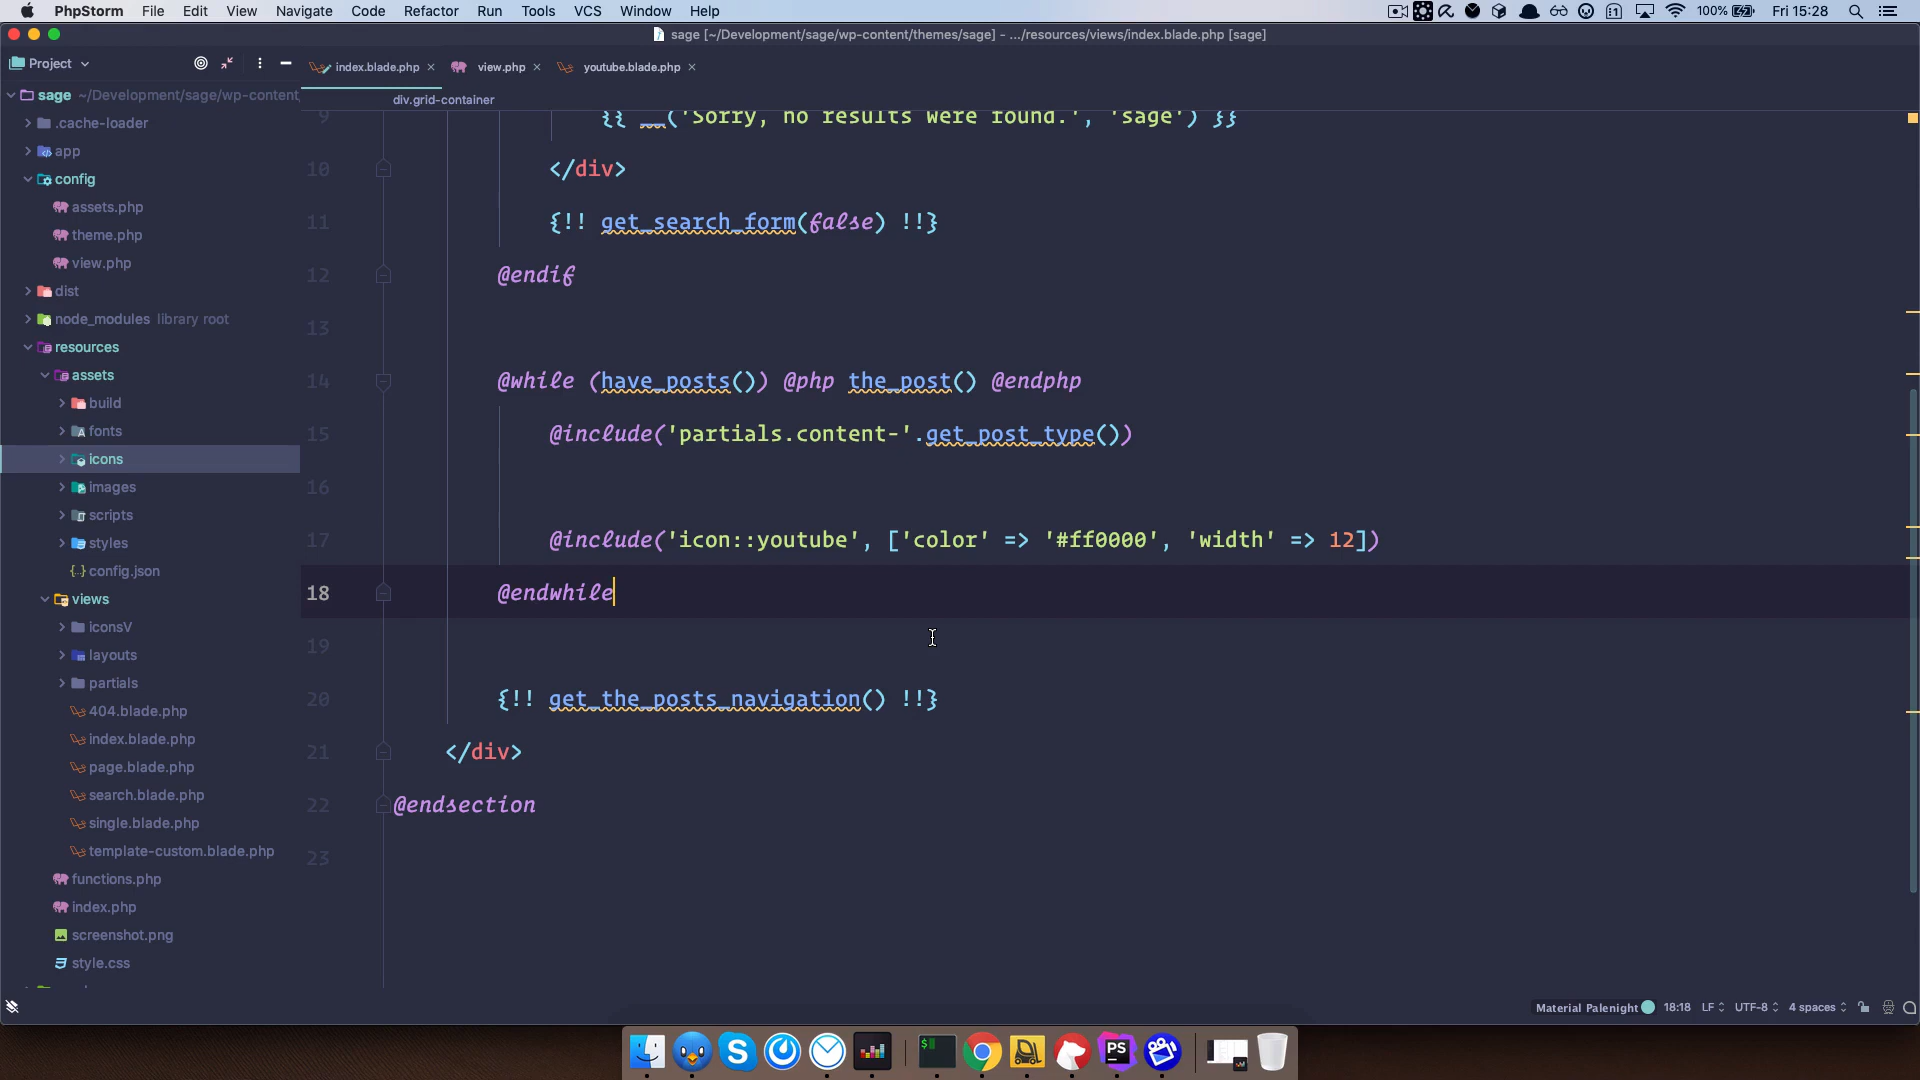 PhpStorm File Edit View Navigate Code Refactor Run Tools VCS Window Help 100% Fri 15:28
sage [~/Development/sage/wp-content/themes/sage] - .../resources/views/index.blade.php [sage]
Project index.blade.php view.php youtube.blade.php
div.grid-container
sage ~/Development/sage/wp-content
.cache-loader
app
config
assets.php
theme.php
view.php
dist
node_modules library root
resources
assets
build
fonts
icons
images
scripts
styles
config.json
views
iconsV
layouts
partials
404.blade.php
index.blade.php
page.blade.php
search.blade.php
single.blade.php
template-custom.blade.php
functions.php
index.php
screenshot.png
style.css
9 {{ __('Sorry, no results were found.', 'sage') }}
10 </div>
11 {!! get_search_form(false) !!}
12 @endif
13
14 @while (have_posts()) @php the_post() @endphp
15 @include('partials.content-'.get_post_type())
16
17 @include('icon::youtube', ['color' => '#ff0000', 'width' => 12])
18 @endwhile
19
20 {!! get_the_posts_navigation() !!}
21 </div>
22 @endsection
23
Material Palenight 18:18 LF UTF-8 4 spaces